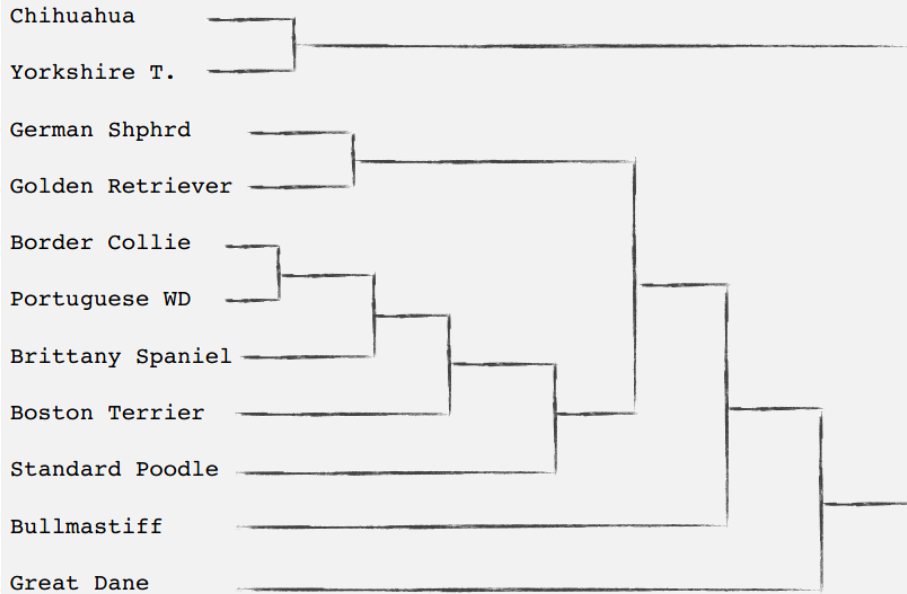 Chihuahua
Yorkshire T.
German Shphrd
Golden Retriever
Border Collie
Portuguese WD
Brittany Spaniel
Boston Terrier
Standard Poodle
Bullmastiff
Great Dane